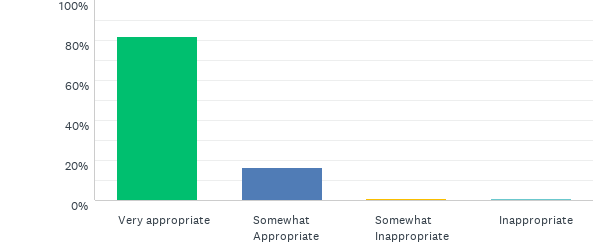 100%
80%
60%
40%
20%
0%
Very appropriate
Somewhat
Appropriate
Somewhat
Inappropriate
Inappropriate